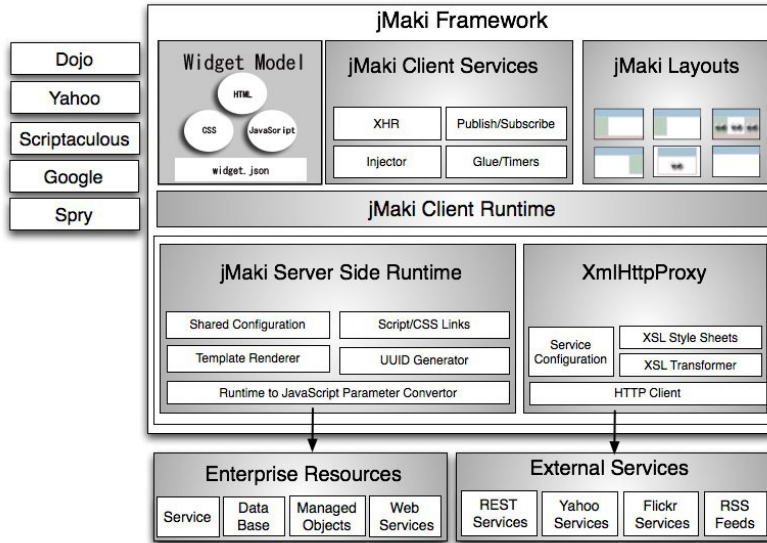 jMaki Framework
Dojo
Yahoo
Scriptaculous
Google
Spry
Widget Model
HTML
CSS
JavaScript
widget.json
jMaki Client Services
XHR
Publish/Subscribe
Injector
Glue/Timers
jMaki Layouts
jMaki Client Runtime
jMaki Server Side Runtime
Shared Configuration
Script/CSS Links
Template Renderer
UUID Generator
Runtime to JavaScript Parameter Convertor
XmlHttpProxy
Service
Configuration
XSL Style Sheets
XSL Transformer
HTTP Client
Enterprise Resources
Service
Data
Base
Managed
Objects
Web
Services
External Services
REST
Services
Yahoo
Services
Flickr
Services
RSS
Feeds